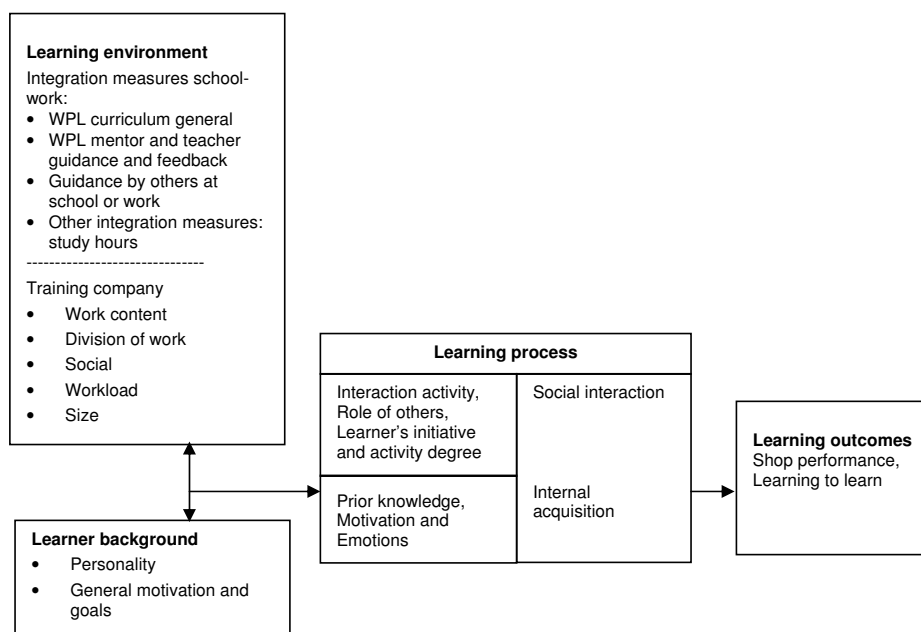 Learning environment
Integration measures school-
work:
• WPL curriculum general
• WPL mentor and teacher
guidance and feedback
• Guidance by others at
school or work
• Other integration measures:
study hours
-------------------------------
Training company
• Work content
• Division of work
• Social
• Workload
• Size
Learner background
• Personality
• General motivation and
goals
Learning process
Interaction activity,
Role of others,
Learner's initiative
and activity degree
Prior knowledge,
Motivation and
Emotions
Social interaction
Internal
acquisition
Learning outcomes
Shop performance,
Learning to learn